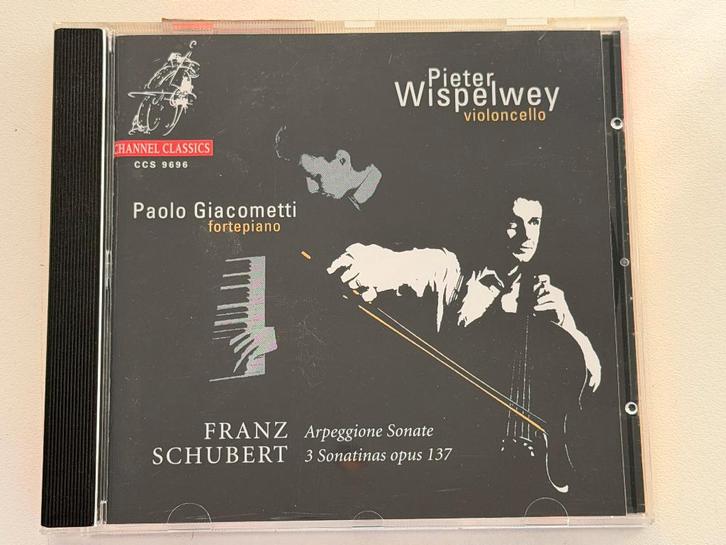 Pieter
Wispelwey
violoncello
CHANNEL CLASSICS
CCS 9696
Paolo Giacometti
fortepiano
FRANZ
SCHUBERT
Arpeggione Sonate
3 Sonatinas opus 137